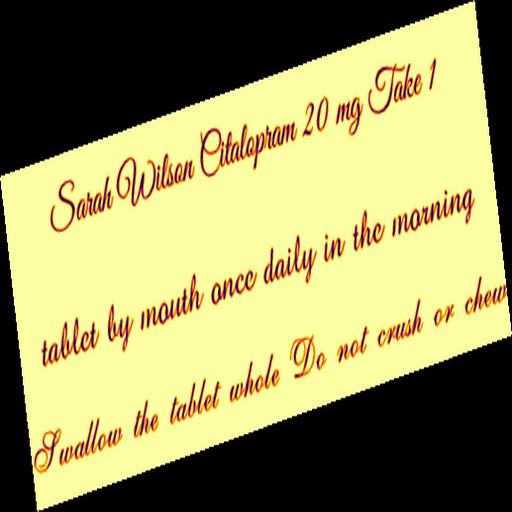 Sarah Wilson Citalopram 20 mg Take 1
tablet by mouth once daily in the morning
Swallow the tablet whole Do not crush or chew